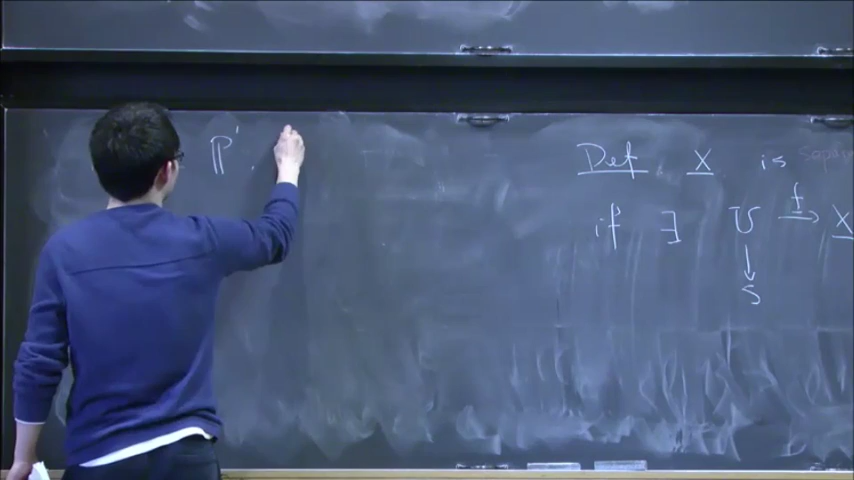 ℙ¹
Def X is separ
if ∃ U f→ X
↓
S